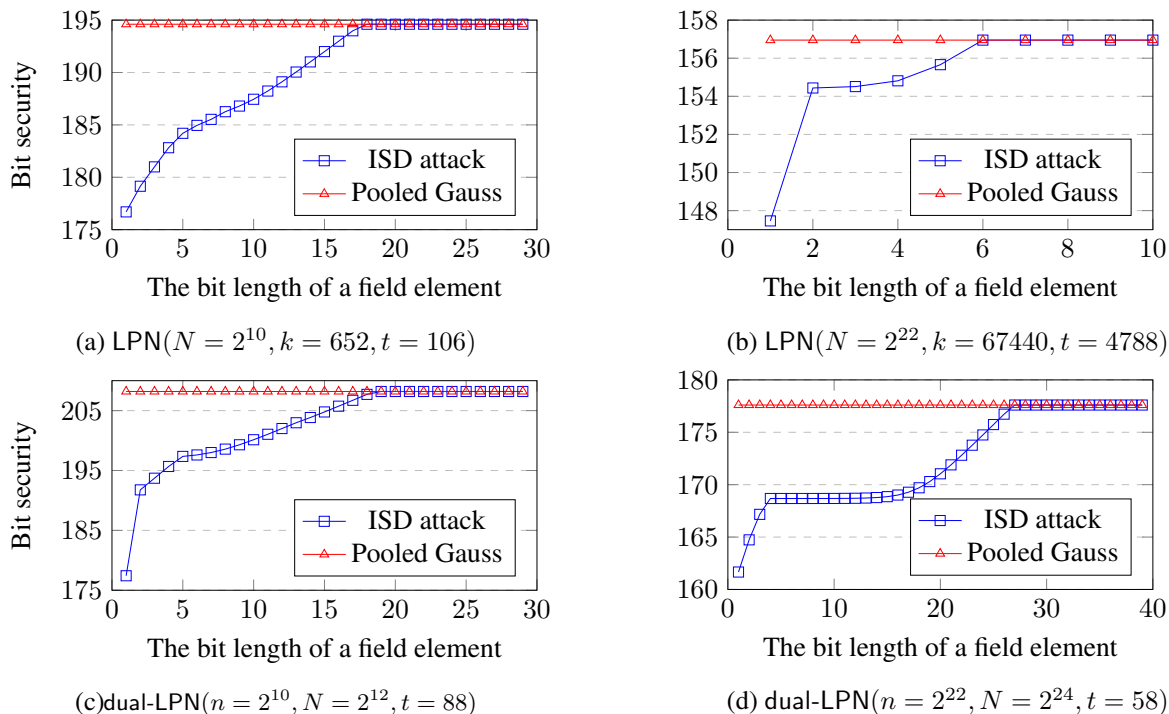 195
190
185
180
175
0 5 10 15 20 25 30
Bit security
The bit length of a field element
ISD attack
Pooled Gauss
(a) LPN(N = 2^10, k = 652, t = 106)
158
156
154
152
150
148
0 2 4 6 8 10
The bit length of a field element
ISD attack
Pooled Gauss
(b) LPN(N = 2^22, k = 67440, t = 4788)
205
195
185
175
0 5 10 15 20 25 30
Bit security
The bit length of a field element
ISD attack
Pooled Gauss
(c)dual-LPN(n = 2^10, N = 2^12, t = 88)
180
175
170
165
160
0 10 20 30 40
The bit length of a field element
ISD attack
Pooled Gauss
(d) dual-LPN(n = 2^22, N = 2^24, t = 58)